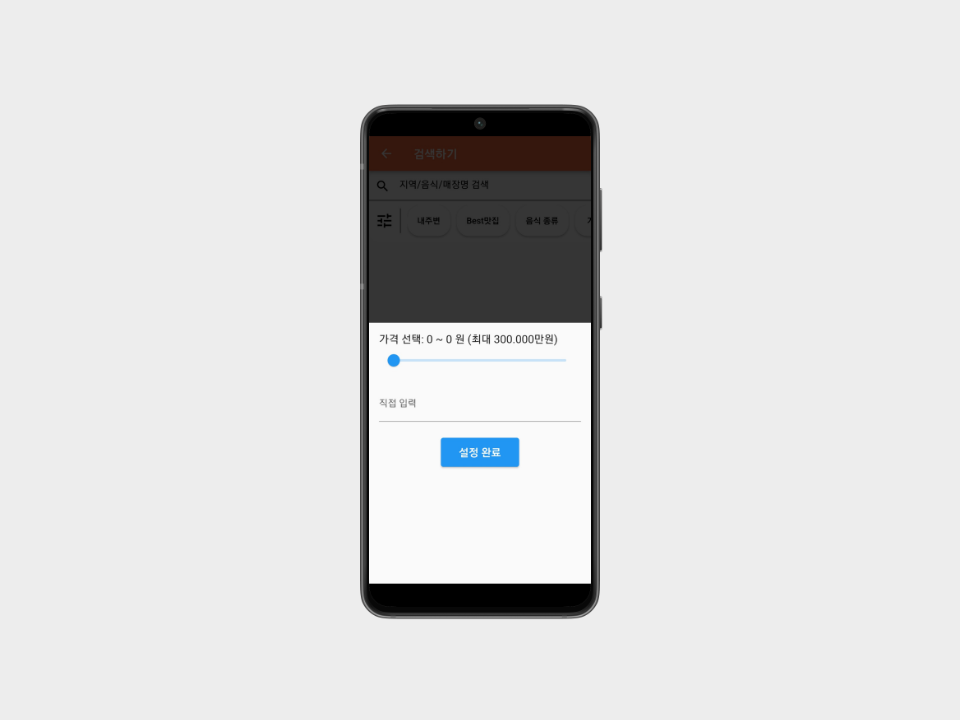 검색하기
지역/음식/매장명 검색
내주변 Best맛집 음식 종류
가격 선택: 0 ~ 0 원 (최대 300.000만원)
직접 입력
설정 완료